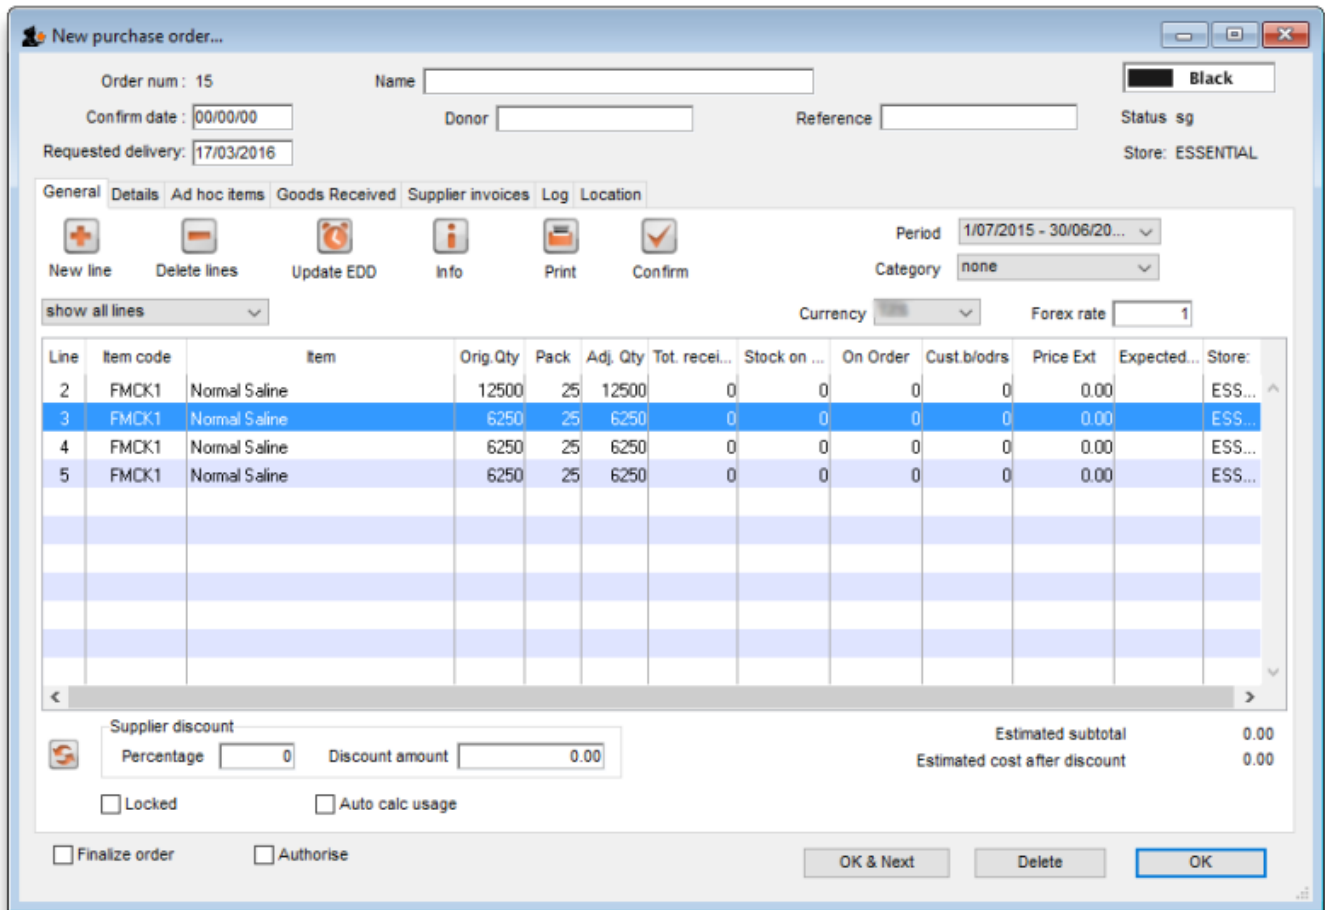 New purchase order...
Order num : 15 Name Black
Confirm date : 00/00/00 Donor Reference Status sg
Requested delivery: 17/03/2016 Store: ESSENTIAL
General Details Ad hoc items Goods Received Supplier invoices Log Location
New line Delete lines Update EDD Info Print Confirm
Period 1/07/2015 - 30/06/20...
Category none
show all lines Currency Forex rate 1
Line Item code Item Orig.Qty Pack Adj. Qty Tot. recei... Stock on ... On Order Cust.b/odrs Price Ext Expected... Store:
2 FMCK1 Normal Saline 12500 25 12500 0 0 0 0 0.00 ESS...
3 FMCK1 Normal Saline 6250 25 6250 0 0 0 0 0.00 ESS...
4 FMCK1 Normal Saline 6250 25 6250 0 0 0 0 0.00 ESS...
5 FMCK1 Normal Saline 6250 25 6250 0 0 0 0 0.00 ESS...
Supplier discount
Percentage 0 Discount amount 0.00
Estimated subtotal 0.00
Estimated cost after discount 0.00
Locked Auto calc usage
Finalize order Authorise OK & Next Delete OK